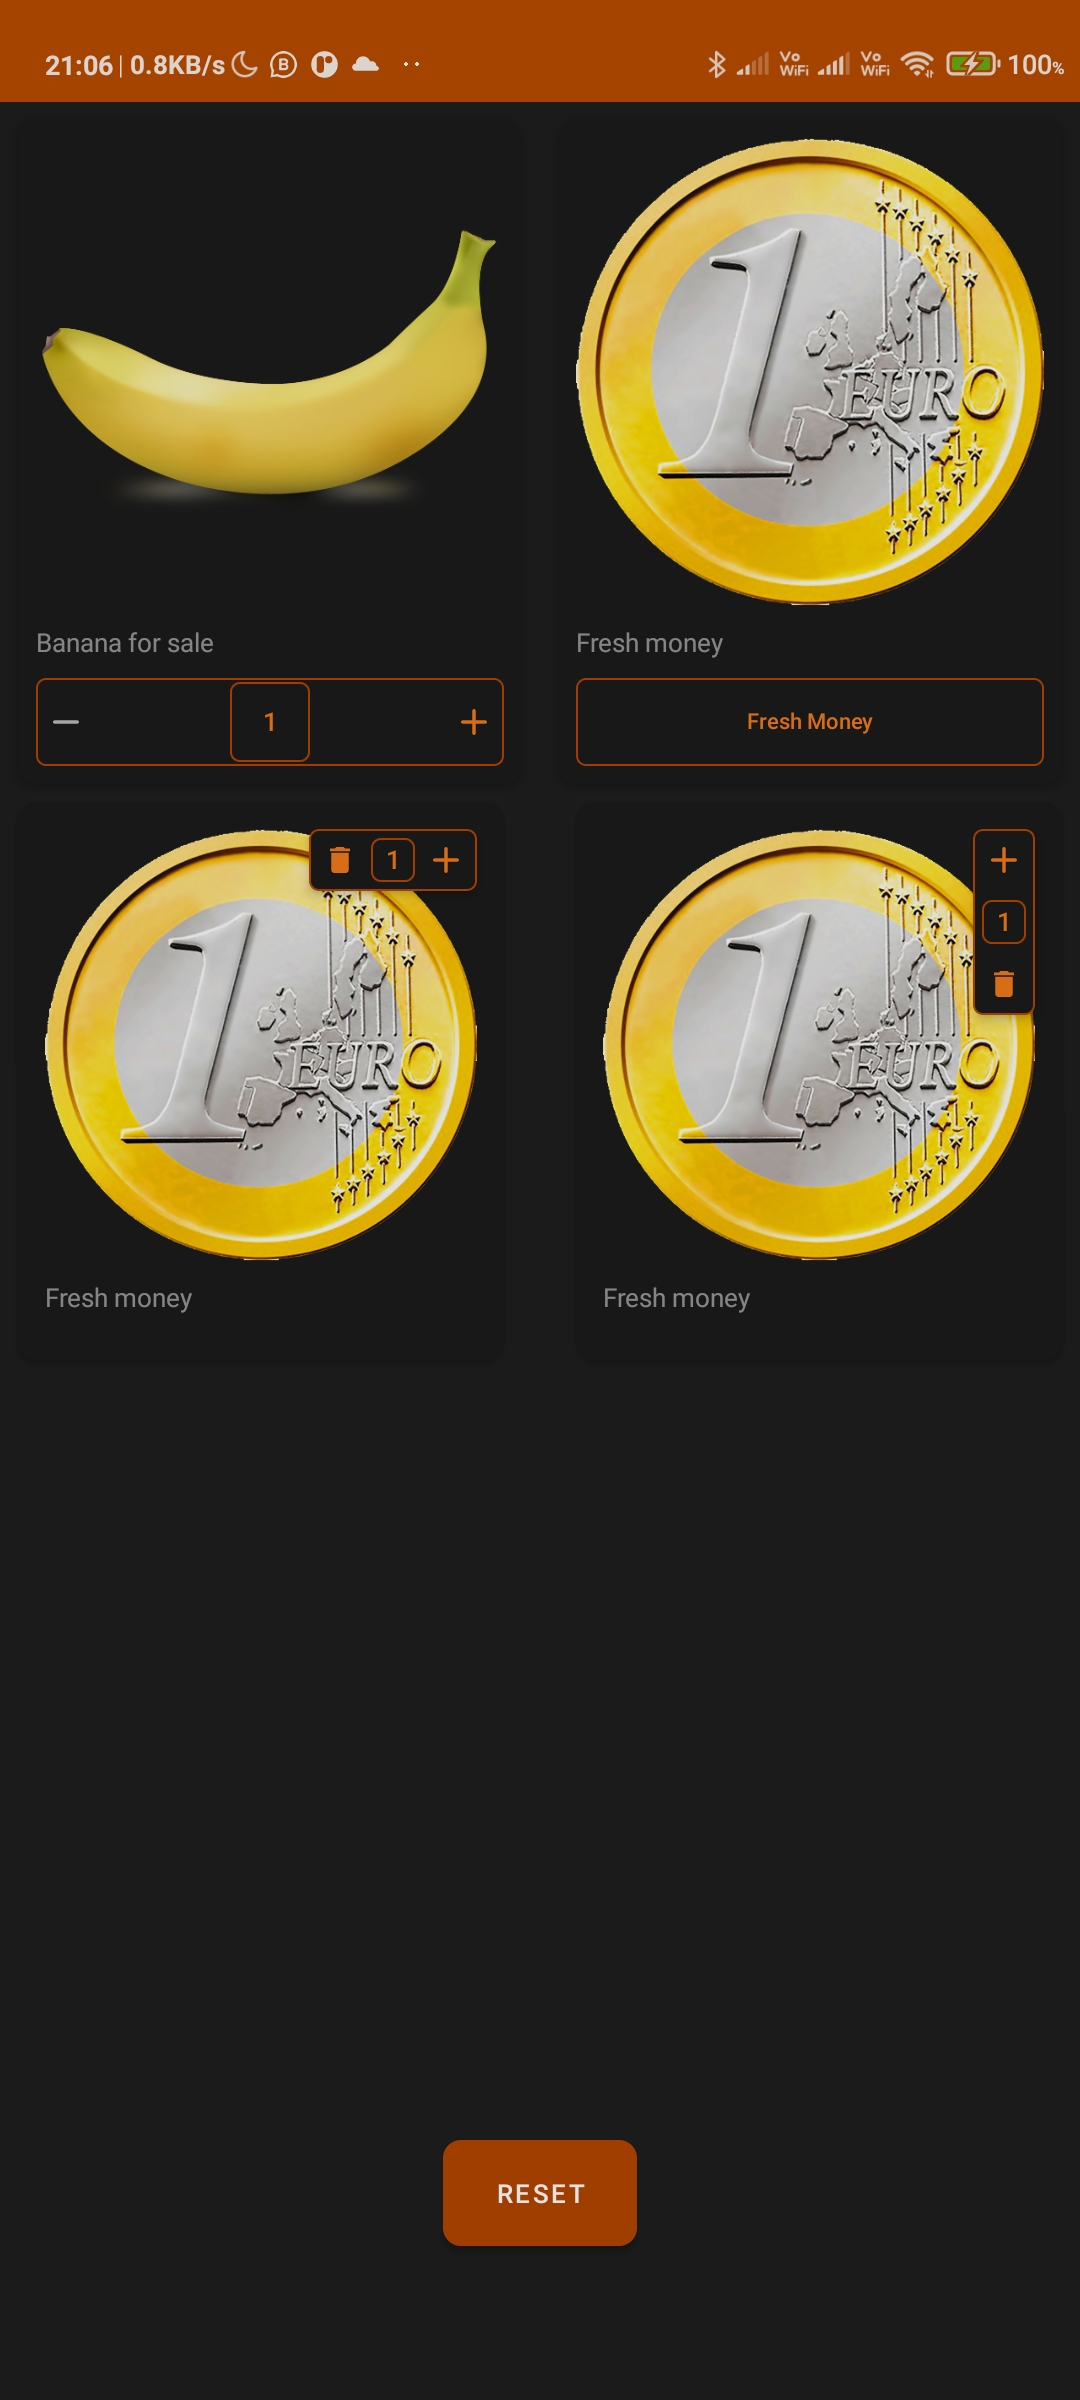 21:06 | 0.8KB/s B Vo WiFi Vo WiFi 100%
1 EURO
Banana for sale
Fresh money
1
Fresh Money
1
1 EURO
1
1 EURO
Fresh money
Fresh money
RESET